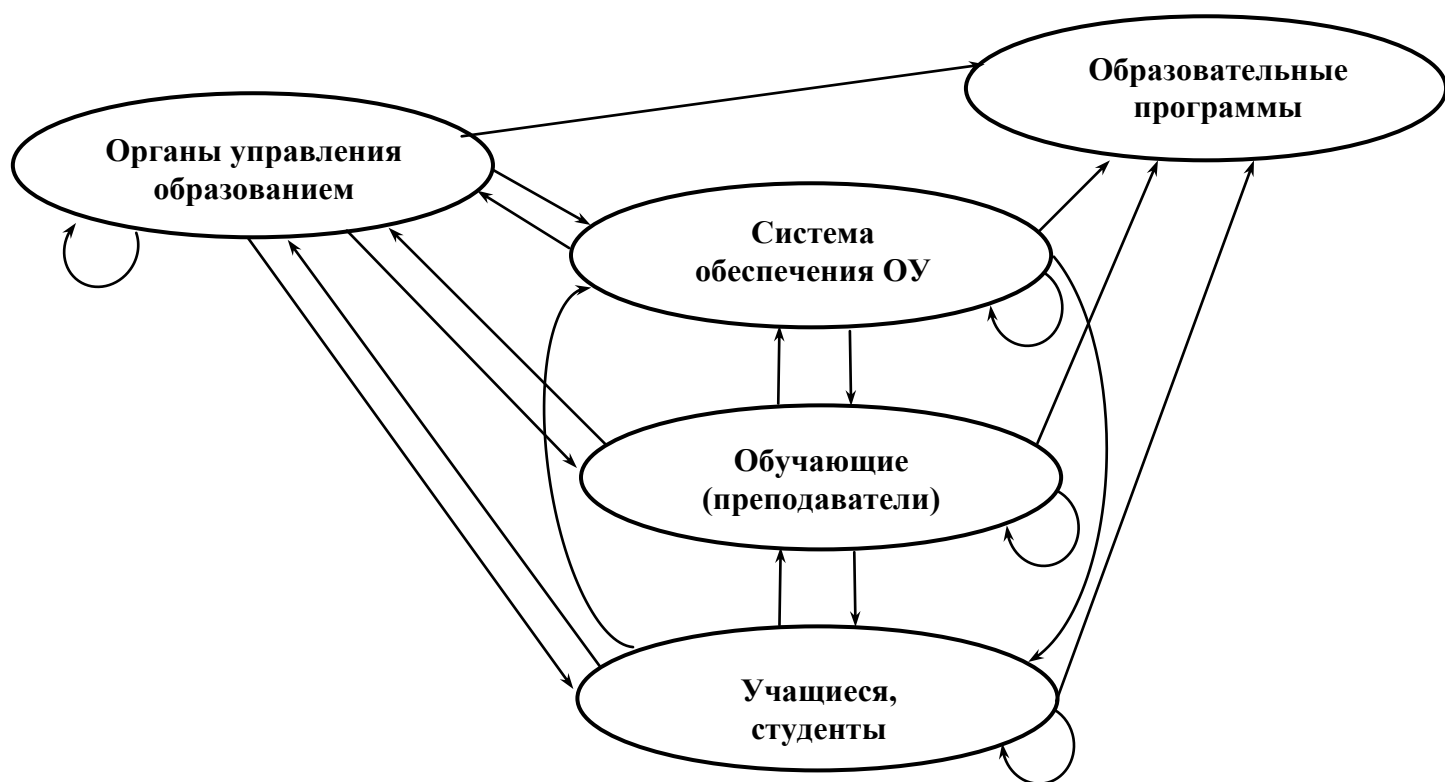 Образовательные
программы
Органы управления
образованием
Система
обеспечения ОУ
Обучающие
(преподаватели)
Учащиеся,
студенты